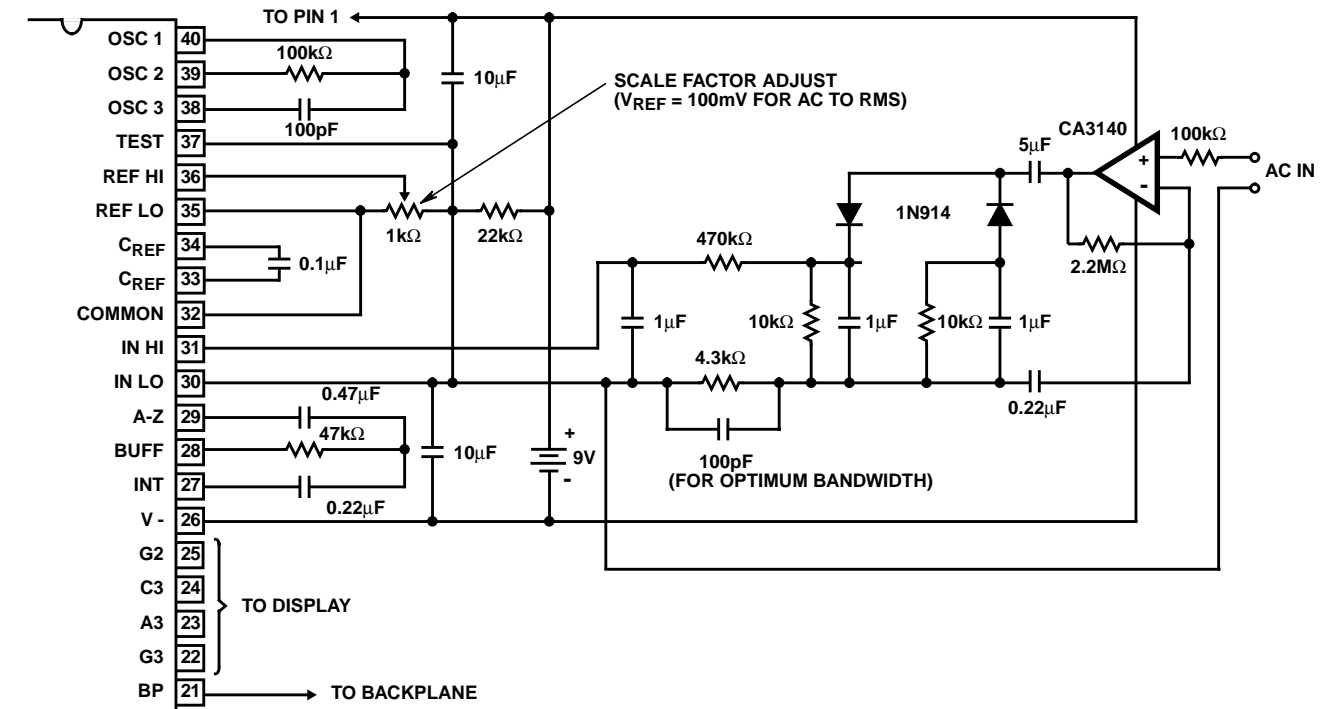 TO PIN 1
OSC 1 40
100kΩ
OSC 2 39
10µF
SCALE FACTOR ADJUST
(VREF = 100mV FOR AC TO RMS)
OSC 3 38
100pF
TEST 37
CA3140
100kΩ
5µF
+
-
AC IN
REF HI 36
REF LO 35
1kΩ
22kΩ
1N914
470kΩ
2.2MΩ
CREF 34
0.1µF
CREF 33
COMMON 32
1µF
10kΩ
1µF
10kΩ
1µF
IN HI 31
4.3kΩ
IN LO 30
0.47µF
0.22µF
A-Z 29
47kΩ
BUFF 28
10µF
+
9V
-
100pF
(FOR OPTIMUM BANDWIDTH)
INT 27
0.22µF
V - 26
G2 25
C3 24
TO DISPLAY
A3 23
G3 22
BP 21
TO BACKPLANE